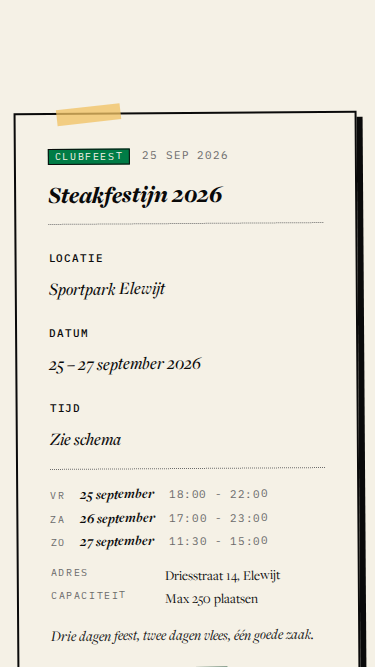 CLUBFEEST 25 SEP 2026
Steakfestijn 2026
LOCATIE
Sportpark Elewijt
DATUM
25 – 27 september 2026
TIJD
Zie schema
VR 25 september 18:00 - 22:00
ZA 26 september 17:00 - 23:00
ZO 27 september 11:30 - 15:00
ADRES Driesstraat 14, Elewijt
CAPACITEIT Max 250 plaatsen
Drie dagen feest, twee dagen vlees, één goede zaak.